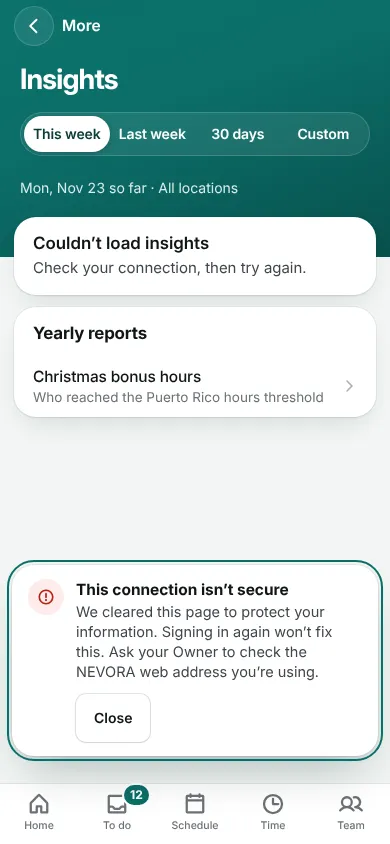 More
Insights
This week
Last week
30 days
Custom
Mon, Nov 23 so far · All locations
Couldn’t load insights
Check your connection, then try again.
Yearly reports
Christmas bonus hours
Who reached the Puerto Rico hours threshold
This connection isn’t secure
We cleared this page to protect your
information. Signing in again won’t fix
this. Ask your Owner to check the
NEVORA web address you’re using.
Close
12
Home
To do
Schedule
Time
Team